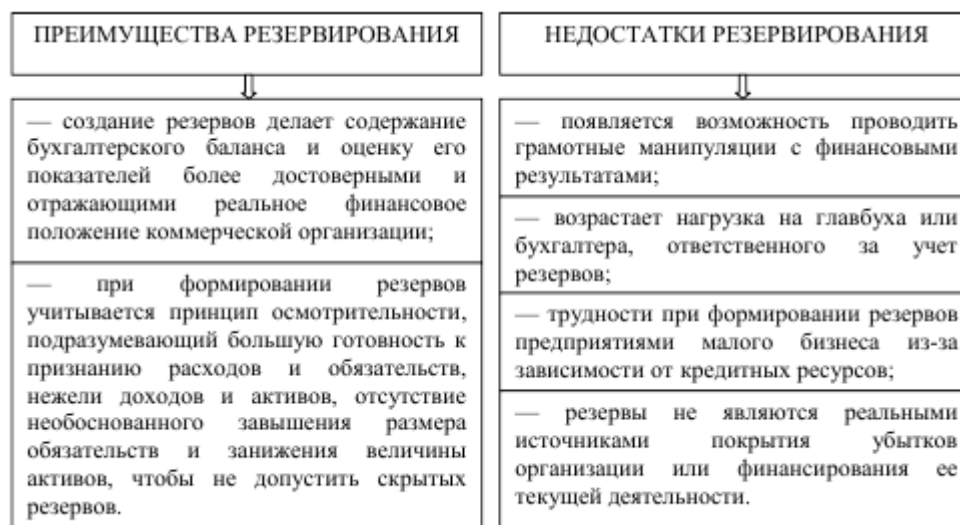 ПРЕИМУЩЕСТВА РЕЗЕРВИРОВАНИЯ
— создание резервов делает содержание
бухгалтерского баланса и оценку его
показателей более достоверными и
отражающими реальное финансовое
положение коммерческой организации;
— при формировании резервов
учитывается принцип осмотрительности,
подразумевающий большую готовность к
признанию расходов и обязательств,
нежели доходов и активов, отсутствие
необоснованного завышения размера
обязательств и занижения величины
активов, чтобы не допустить скрытых
резервов.
НЕДОСТАТКИ РЕЗЕРВИРОВАНИЯ
— появляется возможность проводить
грамотные манипуляции с финансовыми
результатами;
— возрастает нагрузка на главбуха или
бухгалтера, ответственного за учет
резервов;
— трудности при формировании резервов
предприятиями малого бизнеса из-за
зависимости от кредитных ресурсов;
— резервы не являются реальными
источниками покрытия убытков
организации или финансирования ее
текущей деятельности.